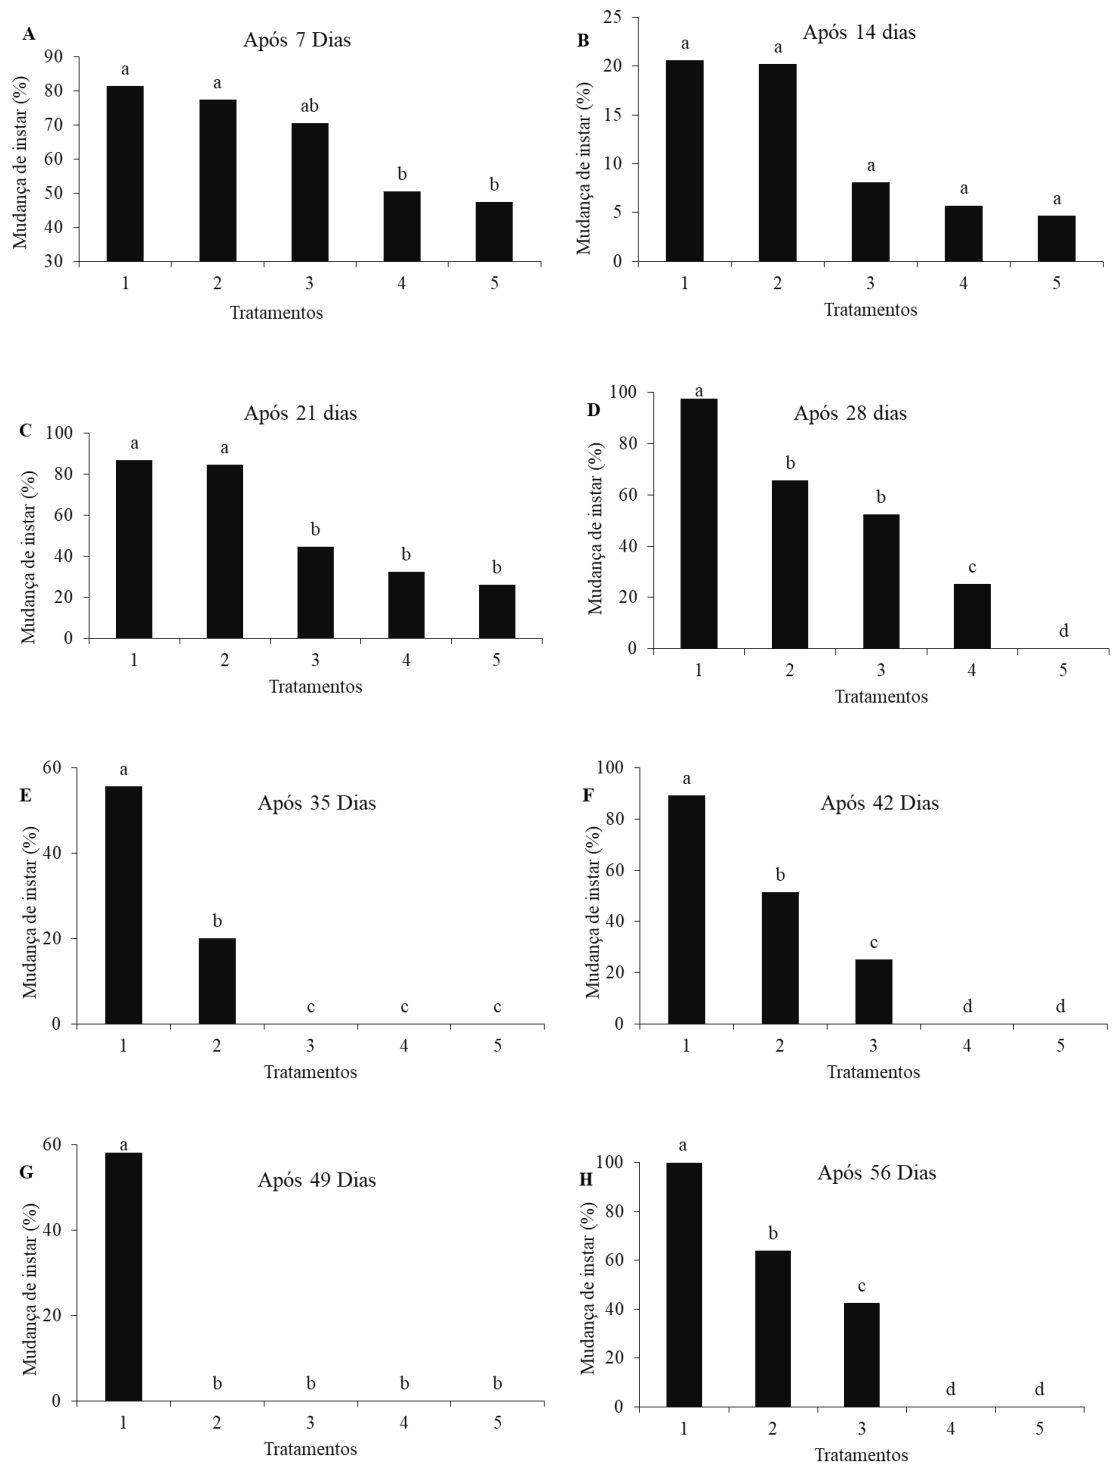 A
Após 7 Dias
Mudança de instar (%)
90
80
70
60
50
40
30
a
a
ab
b
b
1 2 3 4 5
Tratamentos
B
Após 14 dias
Mudança de instar (%)
25
20
15
10
5
0
a
a
a
a
a
1 2 3 4 5
Tratamentos
C
Após 21 dias
Mudança de instar (%)
100
80
60
40
20
0
a
a
b
b
b
1 2 3 4 5
Tratamentos
D
Após 28 dias
Mudança de instar (%)
100
80
60
40
20
0
a
b
b
c
d
1 2 3 4 5
Tratamentos
E
Após 35 Dias
Mudança de instar (%)
60
40
20
0
a
b
c
c
c
1 2 3 4 5
Tratamentos
F
Após 42 Dias
Mudança de instar (%)
100
80
60
40
20
0
a
b
c
d
d
1 2 3 4 5
Tratamentos
G
Após 49 Dias
Mudança de instar (%)
60
40
20
0
a
b
b
b
b
1 2 3 4 5
Tratamentos
H
Após 56 Dias
Mudança de instar (%)
100
80
60
40
20
0
a
b
c
d
d
1 2 3 4 5
Tratamentos